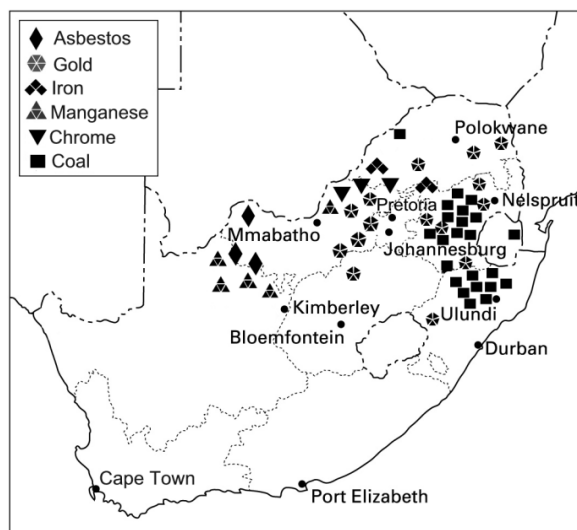 Asbestos
Gold
Iron
Manganese
Chrome
Coal
Polokwane
Nelspruit
Pretoria
Mmabatho
Johannesburg
Kimberley
Ulundi
Bloemfontein
Durban
Cape Town
Port Elizabeth